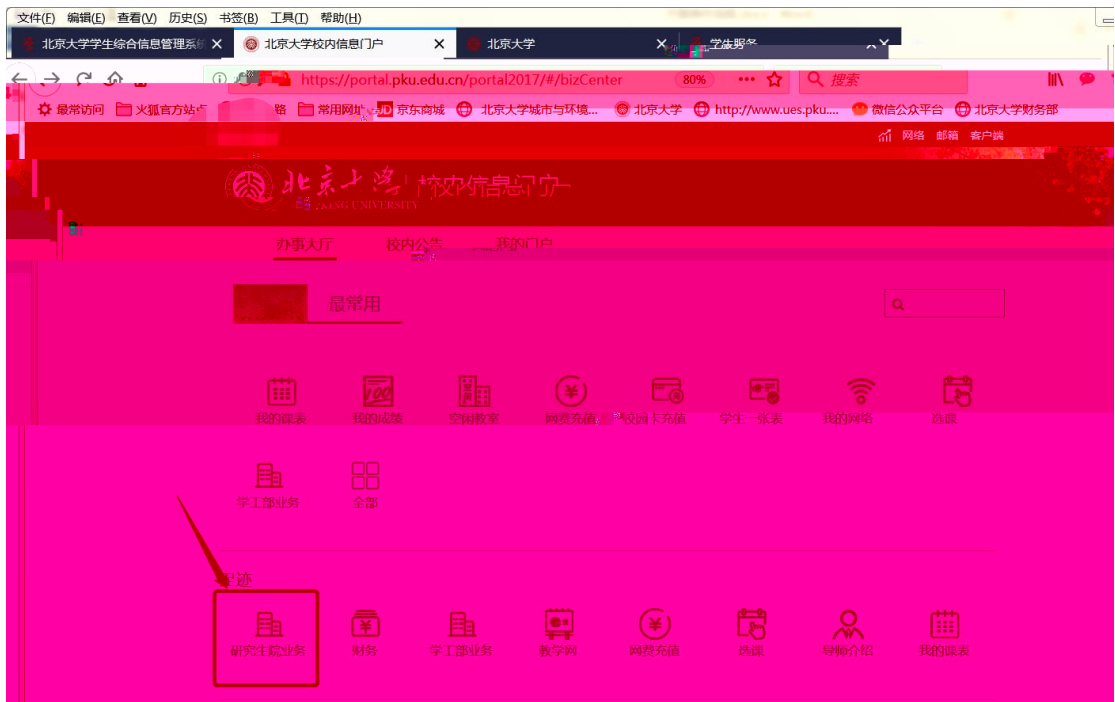 文件(F) 编辑(E) 查看(V) 历史(S) 书签(B) 工具(T) 帮助(H)
北京大学学生综合信息管理系统 北京大学校内信息门户 北京大学
https://portal.pku.edu.cn/portal2017/#/bizCenter 80% 搜索
最常访问 火狐官方站点 常用网址 JD 京东商城 北京大学城市与环境... 北京大学 http://www.ues.pku.... 微信公众平台 北京大学财务部
网络 邮箱 客户端
北京大学 校内信息门户
办事大厅 校内公告 我的门户
最常用
我的课表 我的成绩 空闲教室 网费充值 校园卡充值 学生一张表 我的网络 选课
学工部业务 全部
足迹
研究生院业务 财务 学工部业务 教学网 网费充值 选课 导师介绍 我的课表